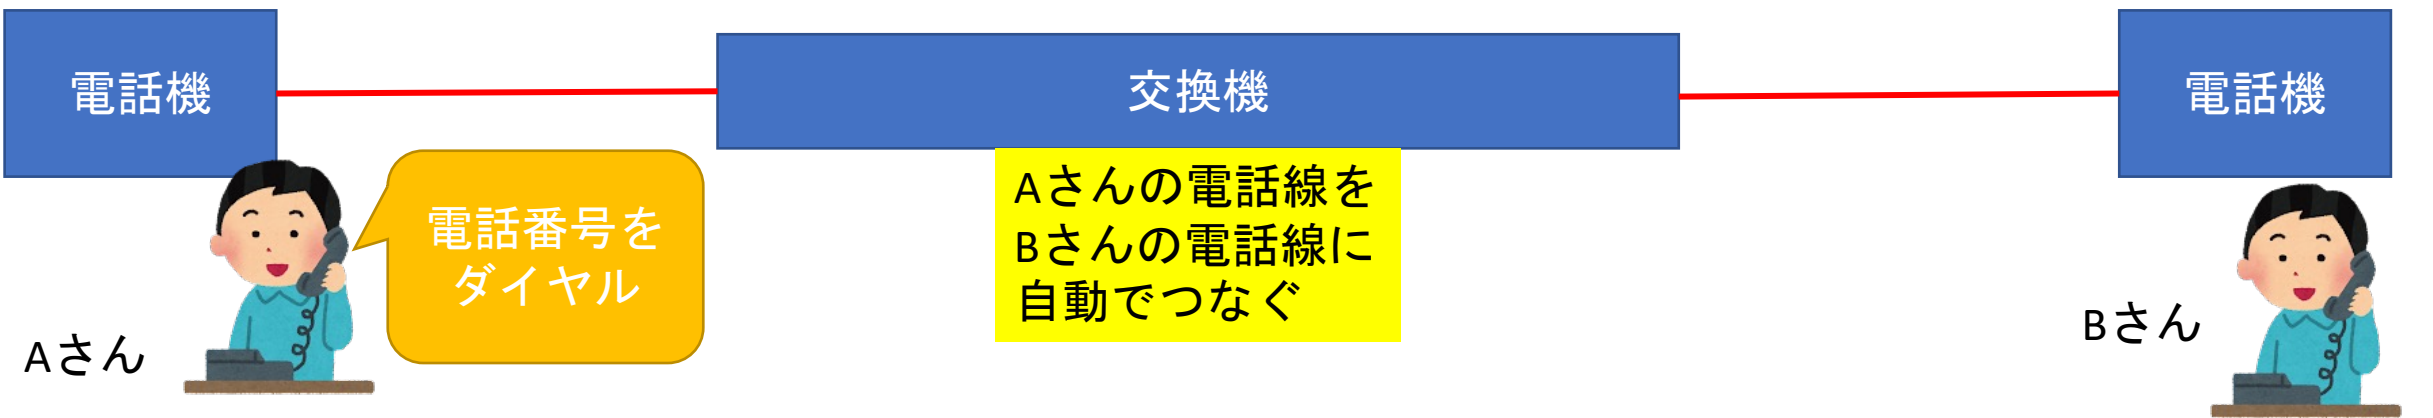 電話機
交換機
電話機
電話番号を
ダイヤル
Aさんの電話線を
Bさんの電話線に
自動でつなぐ
Aさん
Bさん